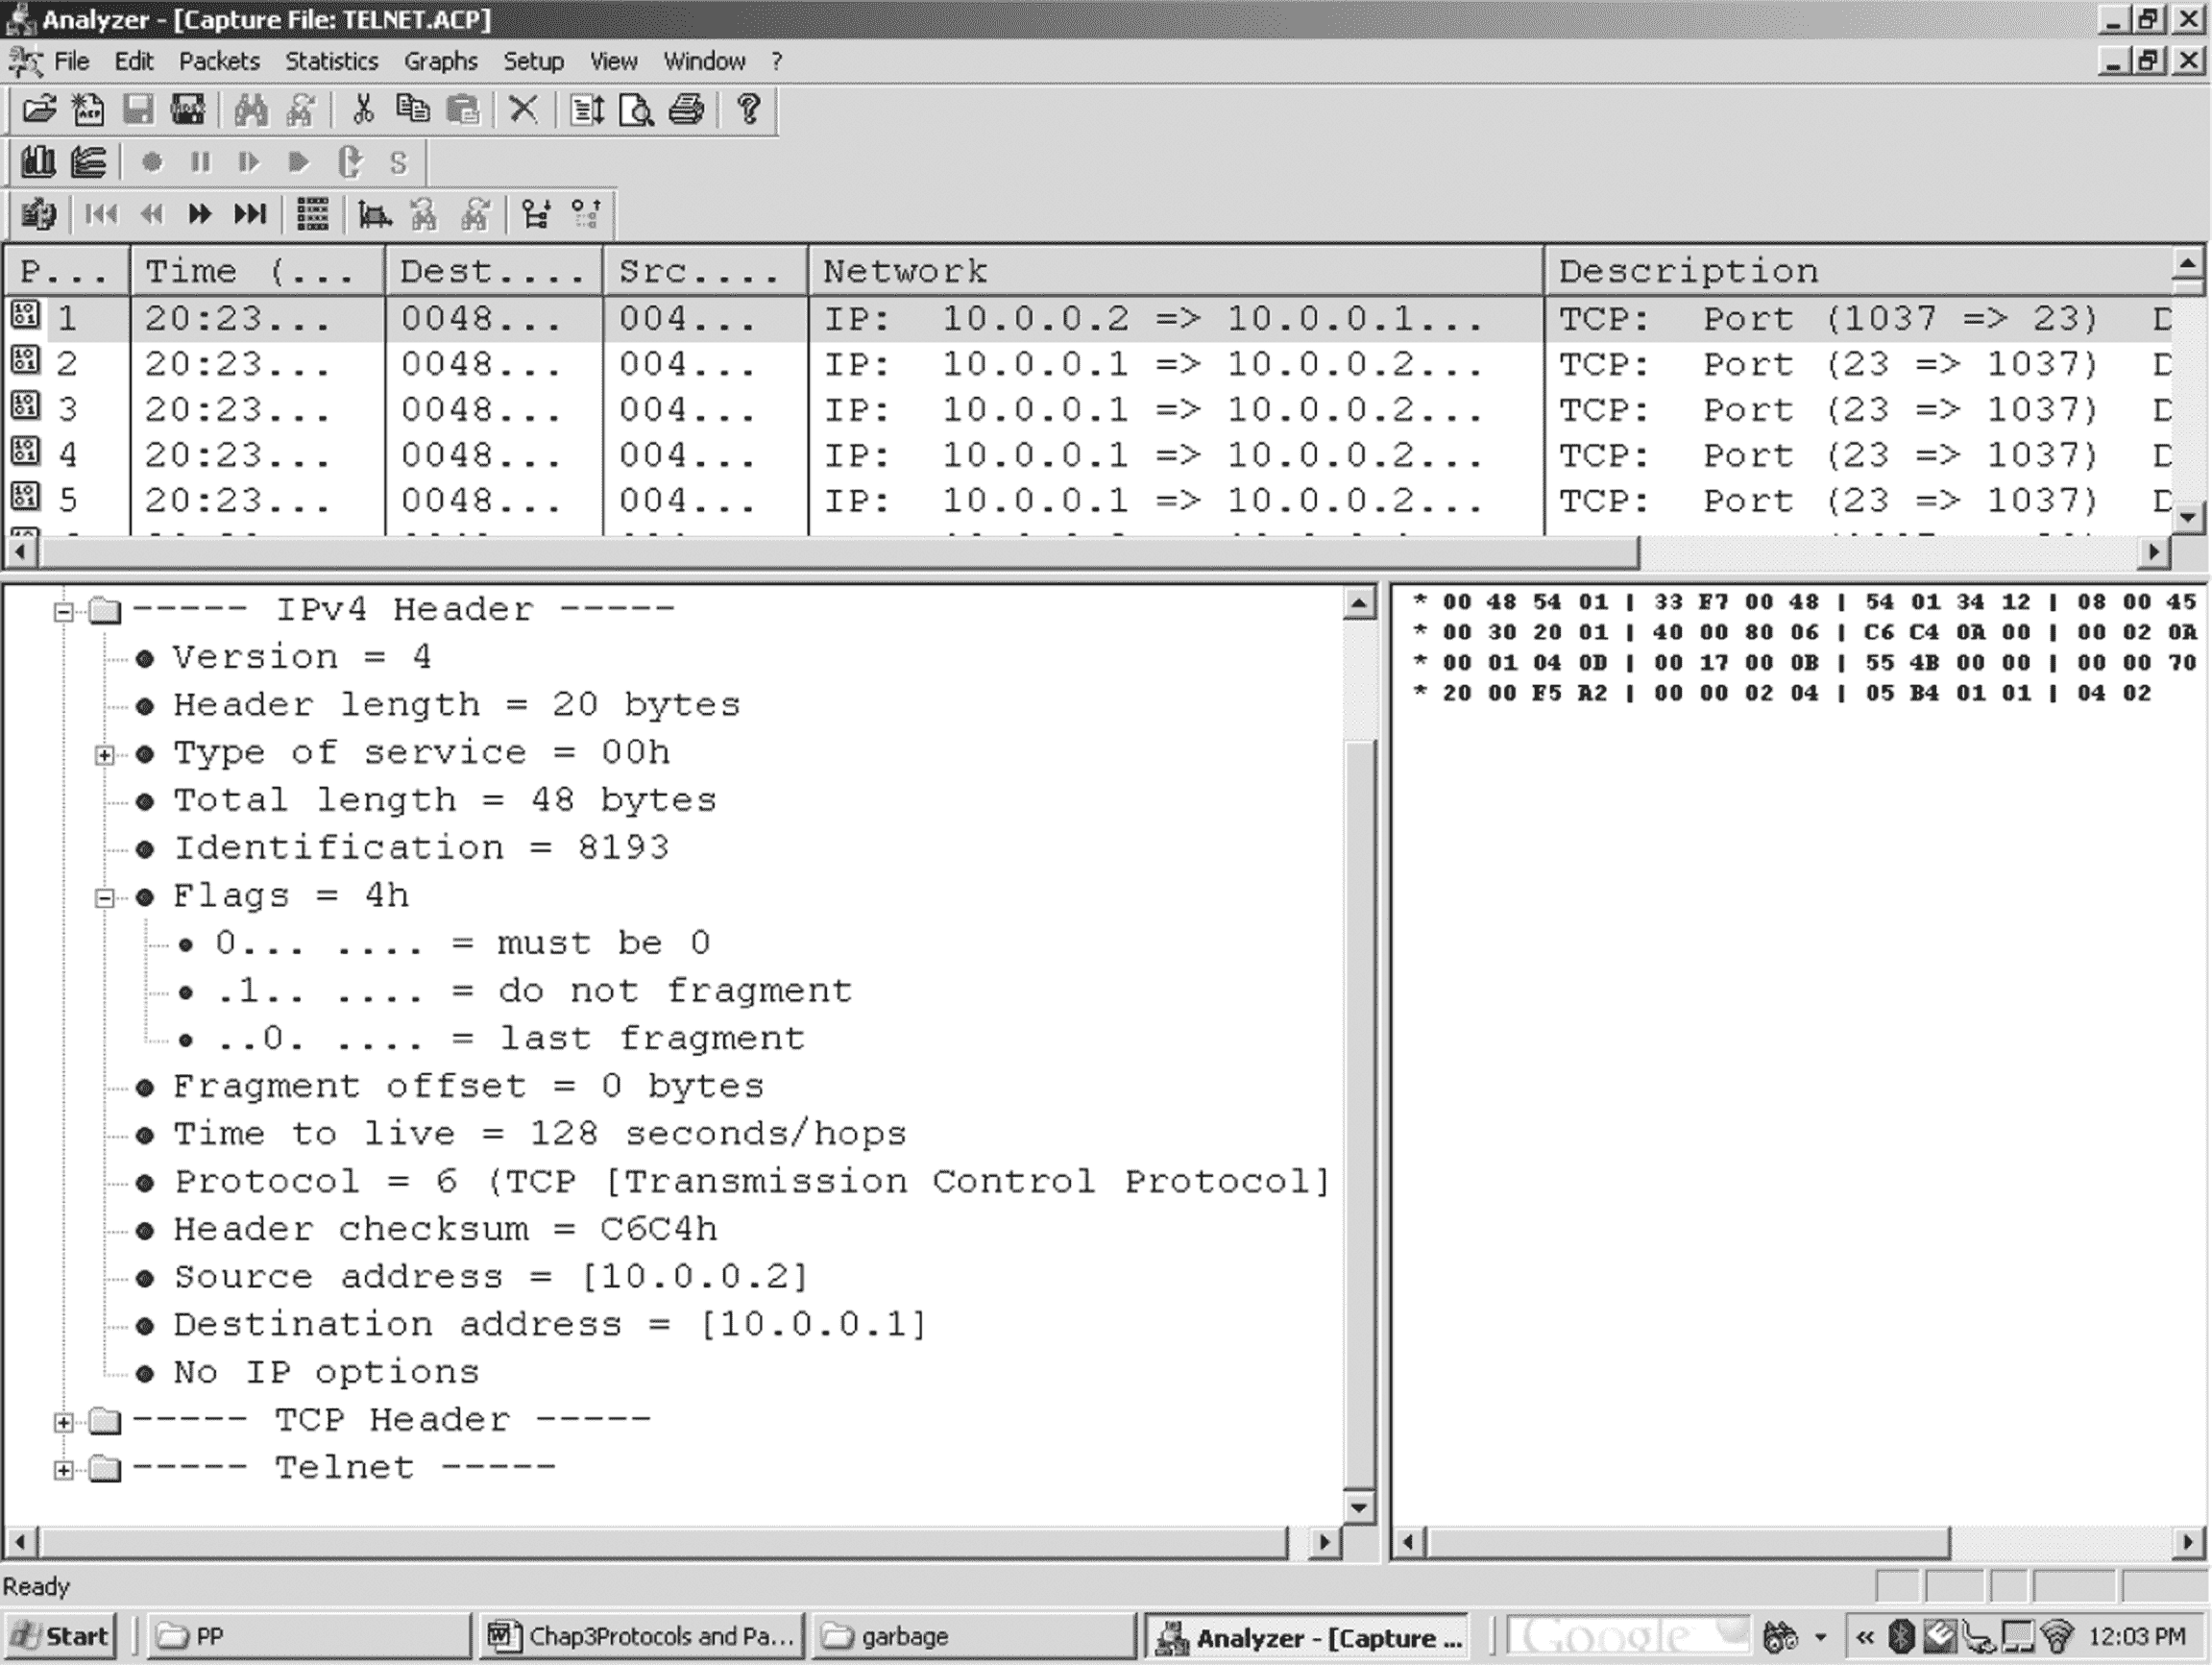 Analyzer - [Capture File: TELNET.ACP]
File Edit Packets Statistics Graphs Setup View Window ?
S
P... Time (... Dest.... Src.... Network Description
1 20:23... 0048... 004... IP: 10.0.0.2 => 10.0.0.1... TCP: Port (1037 => 23) D
2 20:23... 0048... 004... IP: 10.0.0.1 => 10.0.0.2... TCP: Port (23 => 1037) D
3 20:23... 0048... 004... IP: 10.0.0.1 => 10.0.0.2... TCP: Port (23 => 1037) D
4 20:23... 0048... 004... IP: 10.0.0.1 => 10.0.0.2... TCP: Port (23 => 1037) D
5 20:23... 0048... 004... IP: 10.0.0.1 => 10.0.0.2... TCP: Port (23 => 1037) D
----- IPv4 Header -----
Version = 4
Header length = 20 bytes
Type of service = 00h
Total length = 48 bytes
Identification = 8193
Flags = 4h
0... .... = must be 0
.1.. .... = do not fragment
..0. .... = last fragment
Fragment offset = 0 bytes
Time to live = 128 seconds/hops
Protocol = 6 (TCP [Transmission Control Protocol]
Header checksum = C6C4h
Source address = [10.0.0.2]
Destination address = [10.0.0.1]
No IP options
----- TCP Header -----
----- Telnet -----
* 00 48 54 01 | 33 F7 00 48 | 54 01 34 12 | 08 00 45
* 00 30 20 01 | 40 00 80 06 | C6 C4 0A 00 | 00 02 0A
* 00 01 04 0D | 00 17 00 0B | 55 4B 00 00 | 00 00 70
* 20 00 F5 A2 | 00 00 02 04 | 05 B4 01 01 | 04 02
Ready
Start PP Chap3Protocols and Pa... garbage Analyzer - [Capture ... Google « 12:03 PM